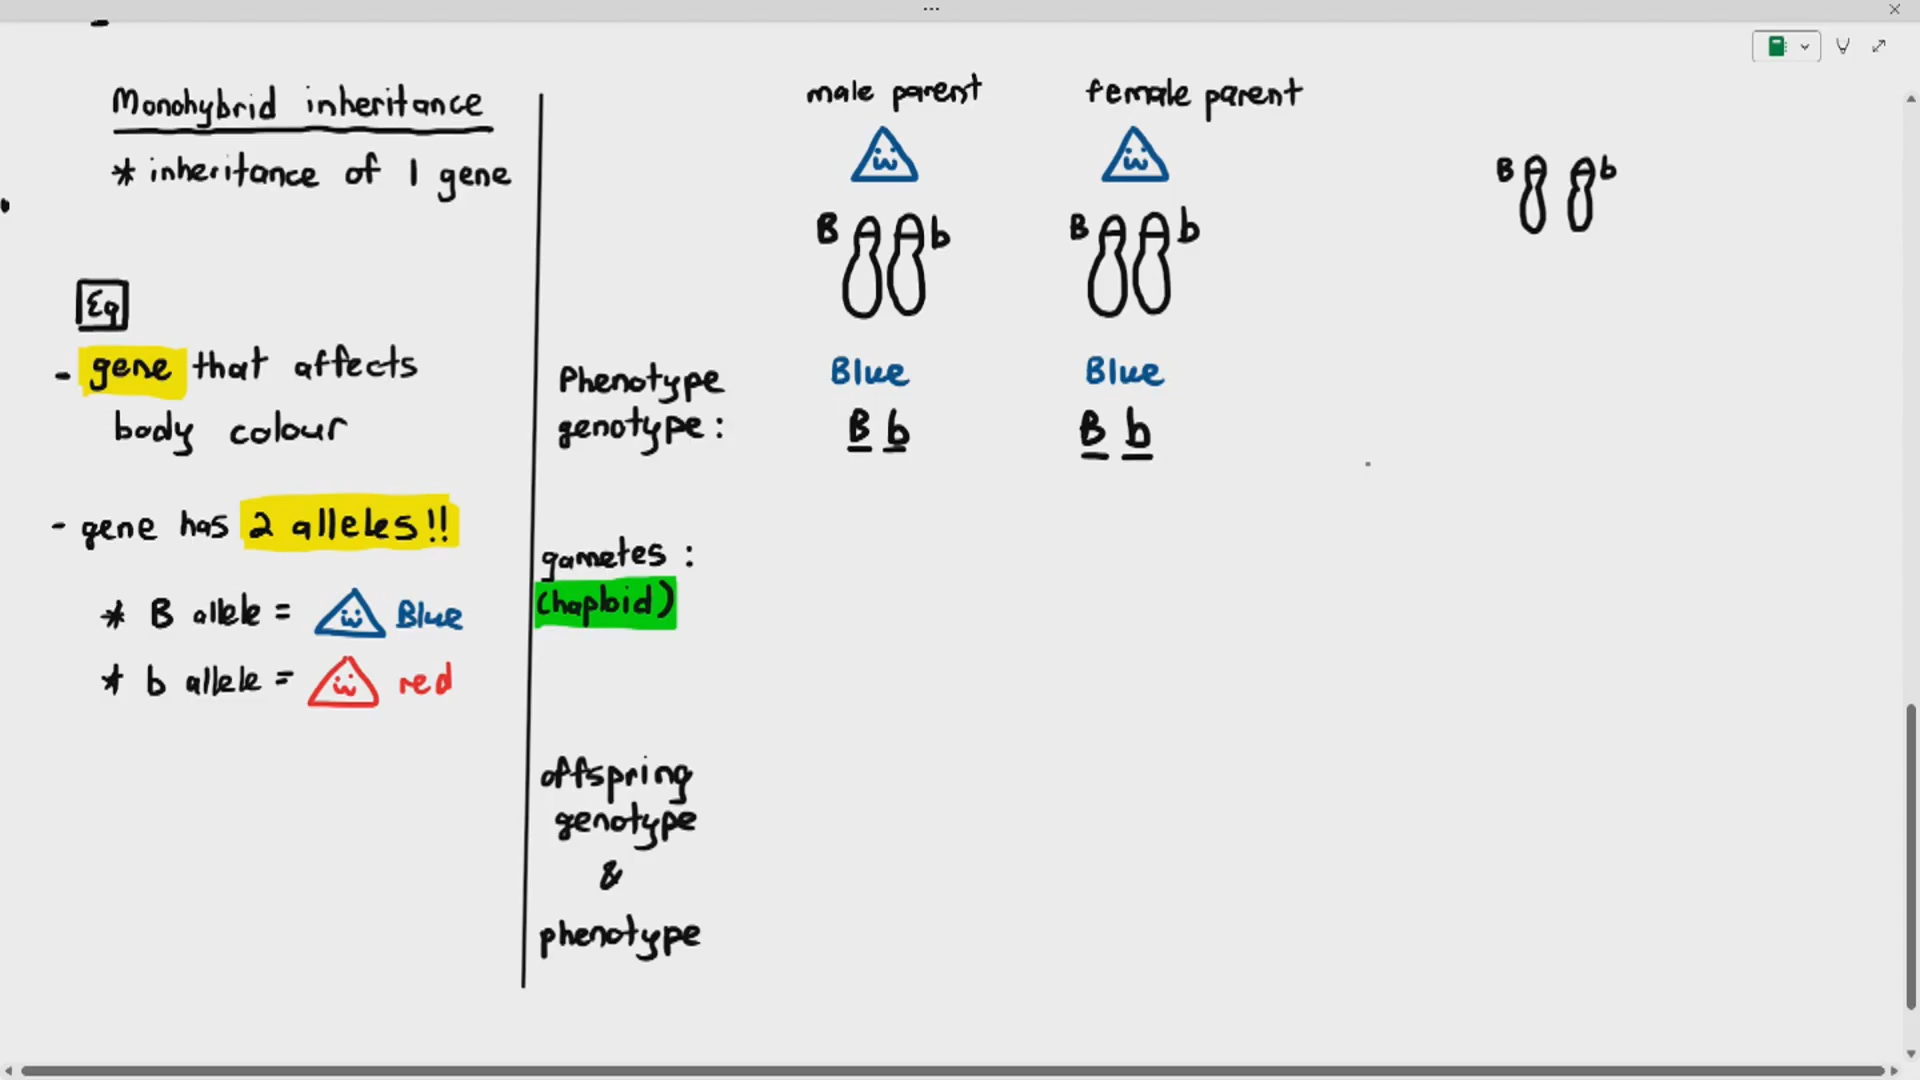 Monohybrid inheritance
* inheritance of 1 gene
Eg
- gene that affects
body colour
- gene has 2 alleles!!
* B allele = Blue
* b allele = red
male parent female parent
B b B b
B b
Phenotype Blue Blue
genotype: B b B b
gametes:
(haploid)
offspring
genotype
&
phenotype